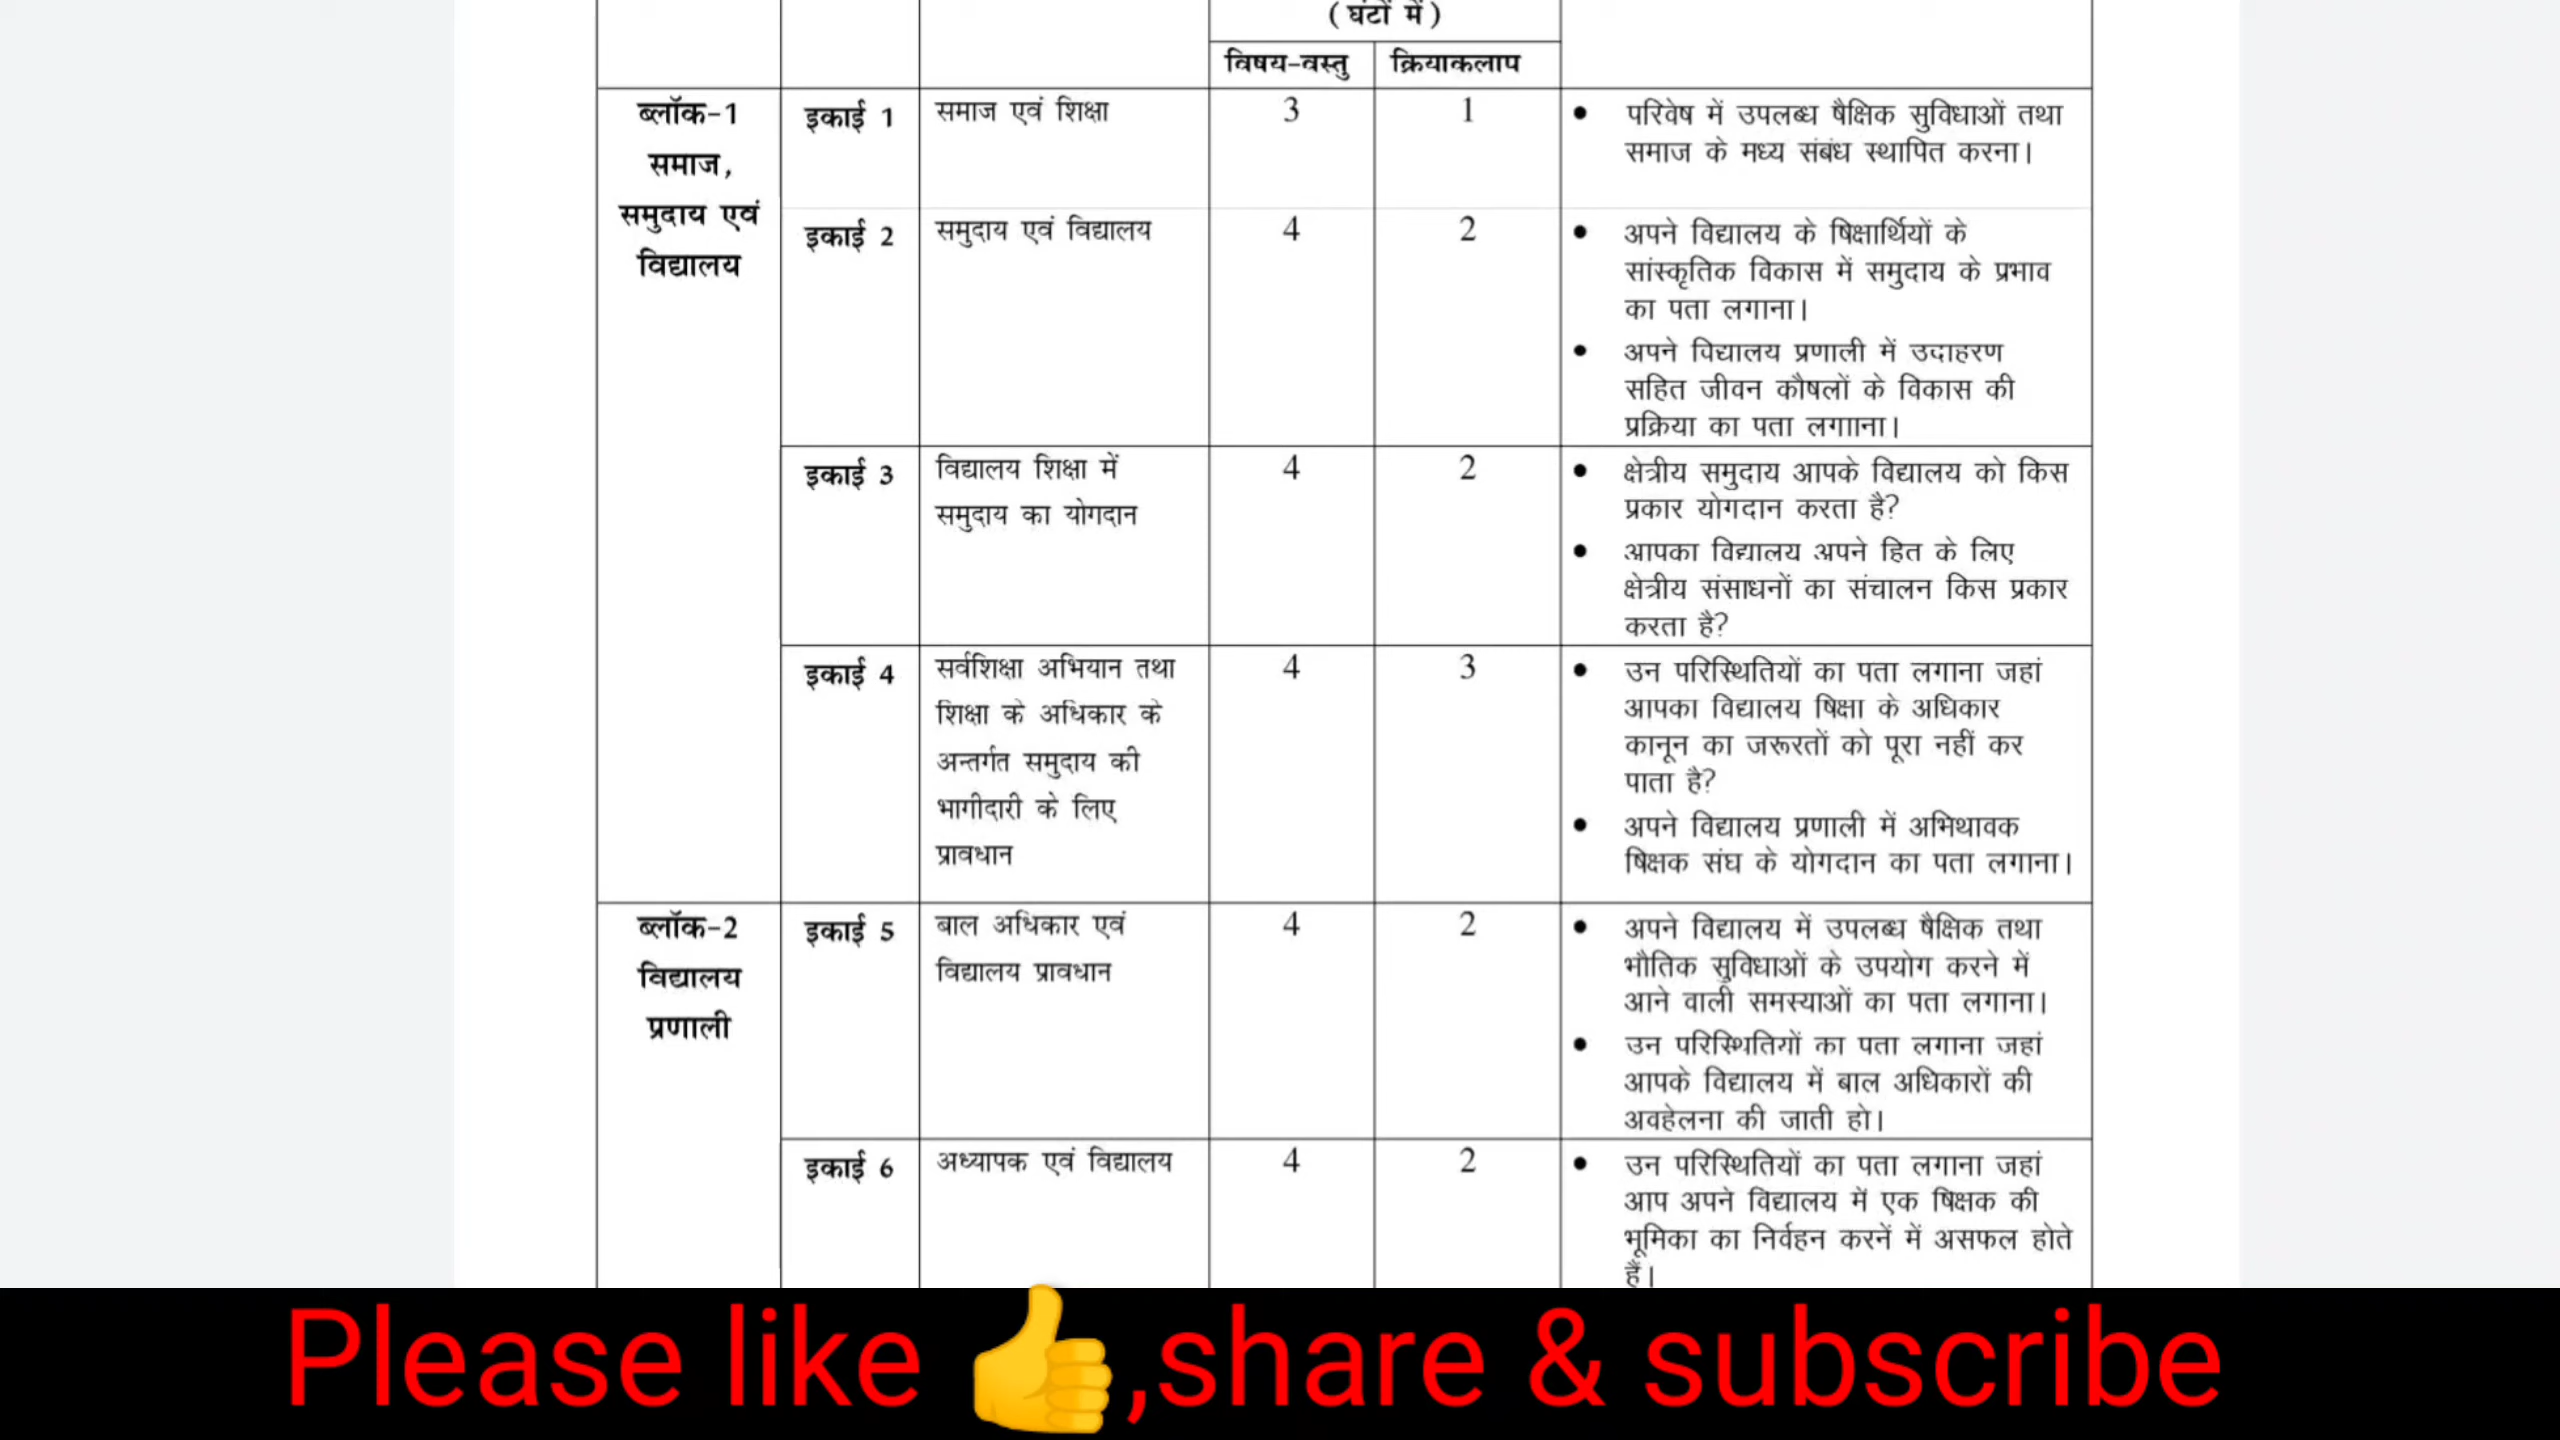 ( घंटों में )
विषय-वस्तु क्रियाकलाप
ब्लॉक-1
समाज,
समुदाय एवं
विद्यालय
इकाई 1
समाज एवं शिक्षा
3
1
• परिवेष में उपलब्ध षैक्षिक सुविधाओं तथा
समाज के मध्य संबंध स्थापित करना।
इकाई 2
समुदाय एवं विद्यालय
4
2
• अपने विद्यालय के षिक्षार्थियों के
सांस्कृतिक विकास में समुदाय के प्रभाव
का पता लगाना।
• अपने विद्यालय प्रणाली में उदाहरण
सहित जीवन कौषलों के विकास की
प्रक्रिया का पता लगााना।
इकाई 3
विद्यालय शिक्षा में
समुदाय का योगदान
4
2
• क्षेत्रीय समुदाय आपके विद्यालय को किस
प्रकार योगदान करता है?
• आपका विद्यालय अपने हित के लिए
क्षेत्रीय संसाधनों का संचालन किस प्रकार
करता है?
इकाई 4
सर्वशिक्षा अभियान तथा
शिक्षा के अधिकार के
अन्तर्गत समुदाय की
भागीदारी के लिए
प्रावधान
4
3
• उन परिस्थितियों का पता लगाना जहां
आपका विद्यालय षिक्षा के अधिकार
कानून का जरूरतों को पूरा नहीं कर
पाता है?
• अपने विद्यालय प्रणाली में अभिथावक
षिक्षक संघ के योगदान का पता लगाना।
ब्लॉक-2
विद्यालय
प्रणाली
इकाई 5
बाल अधिकार एवं
विद्यालय प्रावधान
4
2
• अपने विद्यालय में उपलब्ध षैक्षिक तथा
भौतिक सुविधाओं के उपयोग करने में
आने वाली समस्याओं का पता लगाना।
• उन परिस्थितियों का पता लगाना जहां
आपके विद्यालय में बाल अधिकारों की
अवहेलना की जाती हो।
इकाई 6
अध्यापक एवं विद्यालय
4
2
• उन परिस्थितियों का पता लगाना जहां
आप अपने विद्यालय में एक षिक्षक की
भूमिका का निर्वहन करनें में असफल होते
हैं।
Please like 👍,share & subscribe